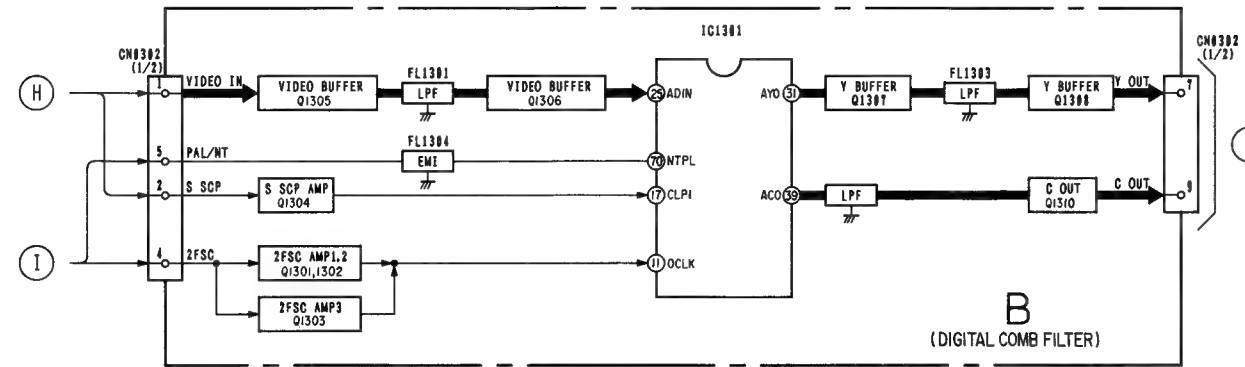 IC1301
CN0302
(1/2)
CN0302
(1/2)
H
1
VIDEO IN
VIDEO BUFFER
Q1305
FL1301
LPF
VIDEO BUFFER
Q1306
25
ADIN
AYO
31
Y BUFFER
Q1307
FL1303
LPF
Y BUFFER
Q1308
Y OUT
7
5
PAL/NT
FL1304
EMI
70
NTPL
2
S SCP
S SCP AMP
Q1304
17
CLPI
ACO
39
LPF
C OUT
Q1310
C OUT
9
I
4
2FSC
2FSC AMP1,2
Q1301,1302
11
OCLK
2FSC AMP3
Q1303
B
(DIGITAL COMB FILTER)